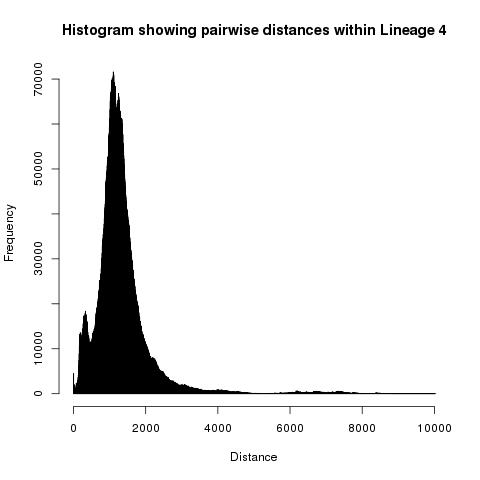 Histogram showing pairwise distances within Lineage 4
70000
50000
30000
10000
0
Frequency
0 2000 4000 6000 8000 10000
Distance